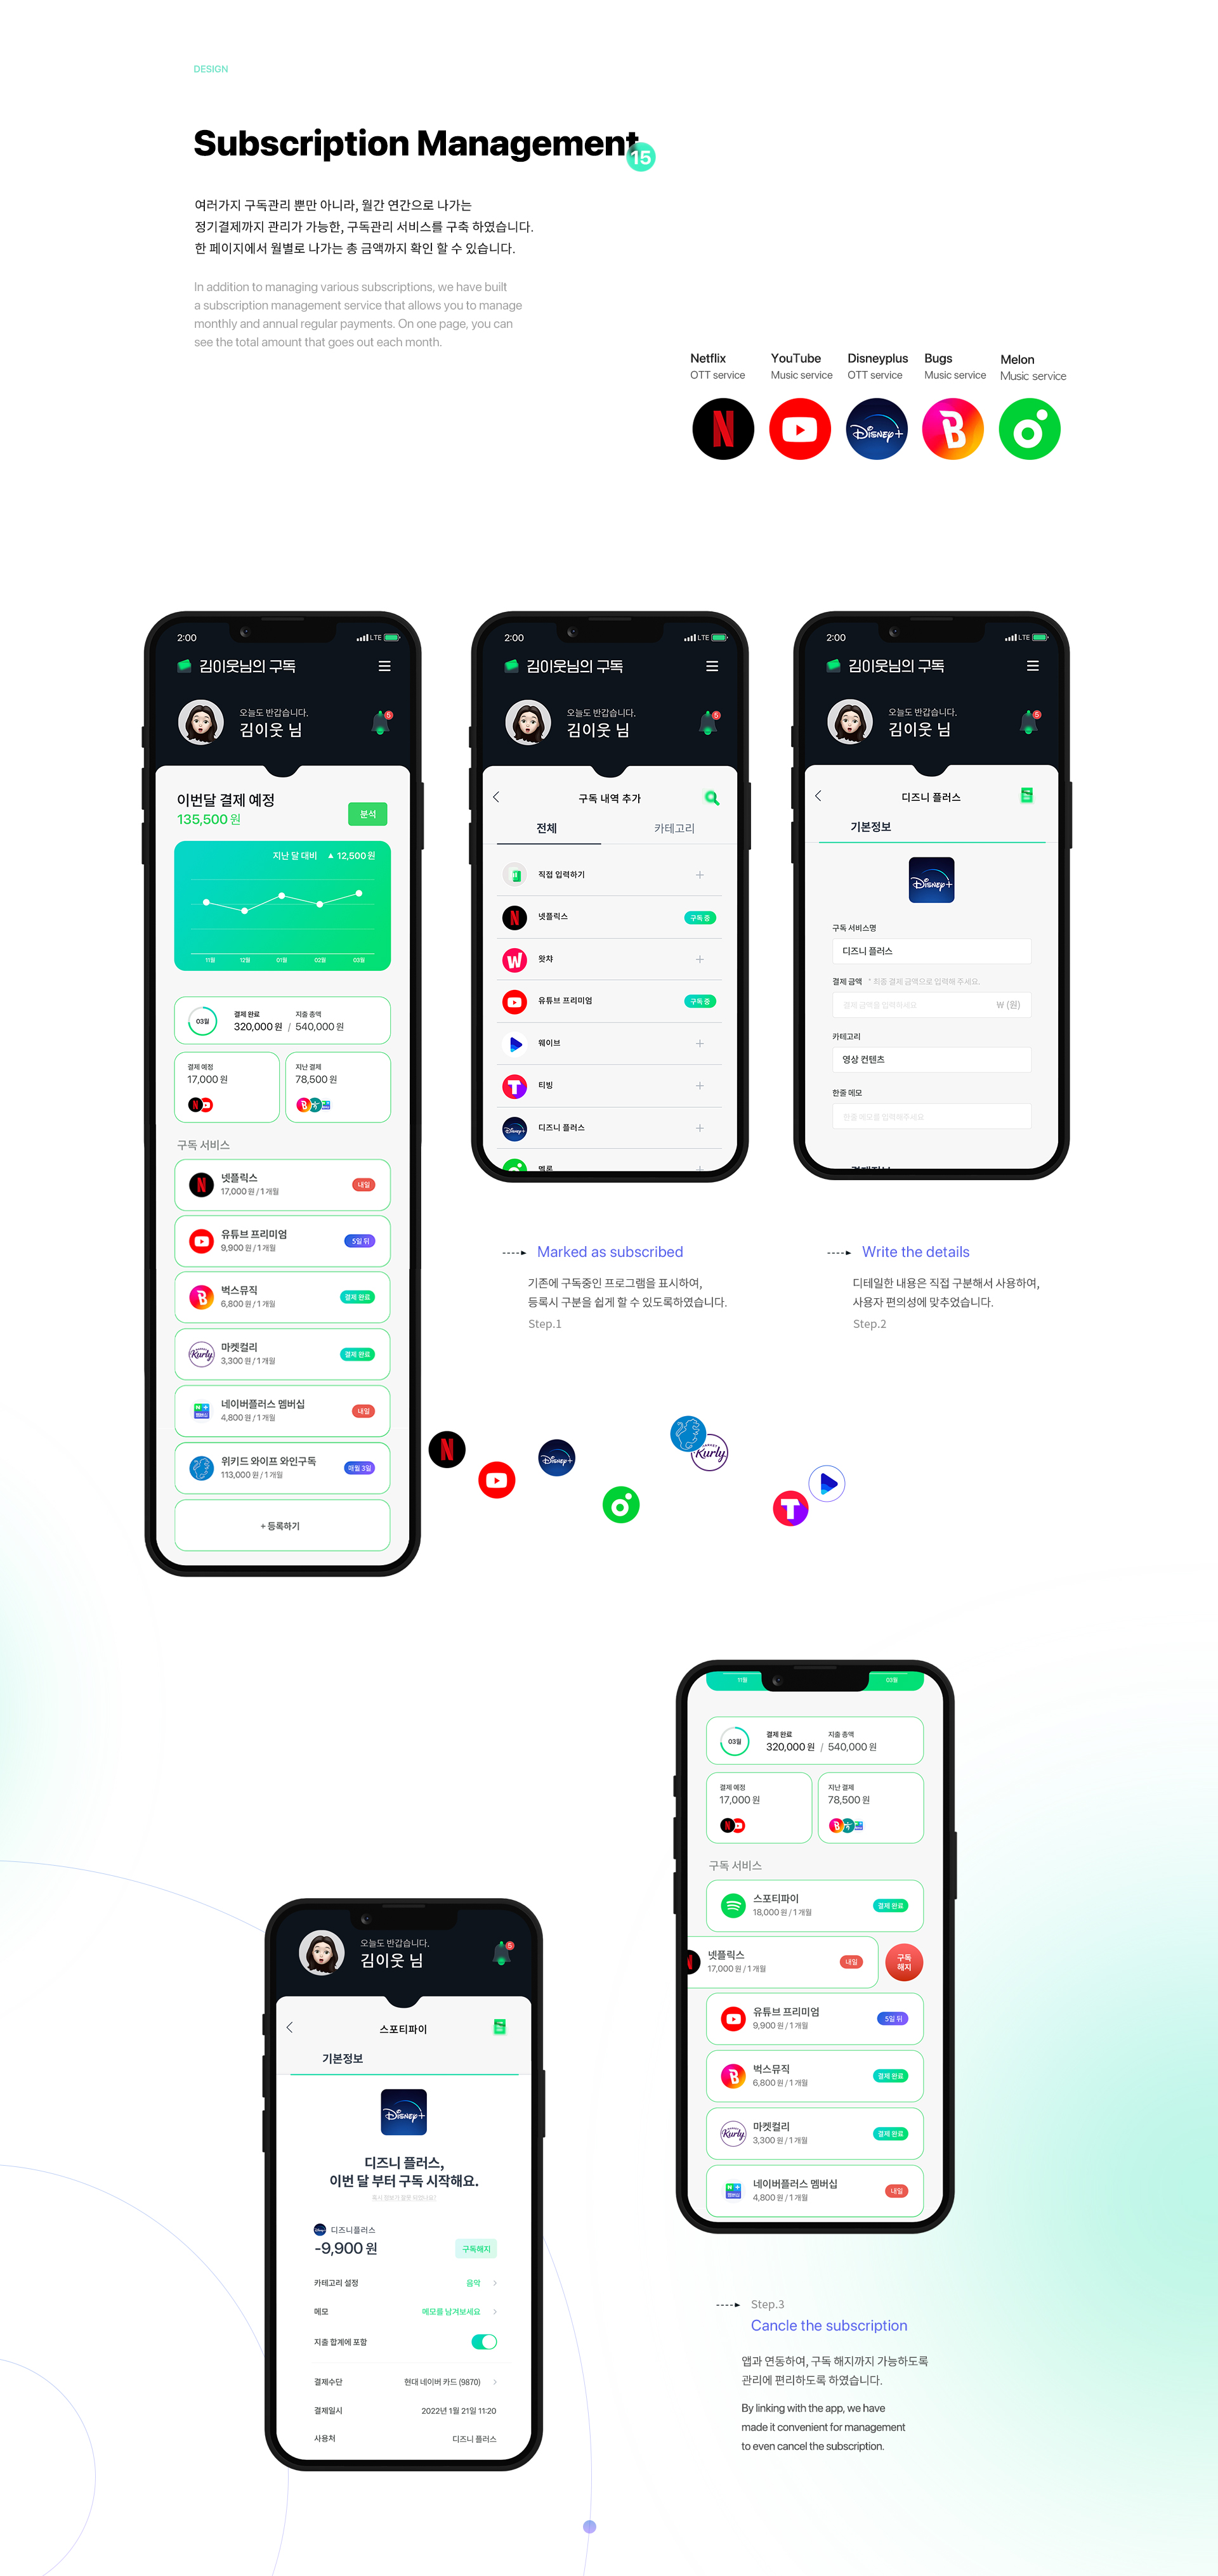 DESIGN
Subscription Management
15
여러가지 구독관리 뿐만 아니라, 월간 연간으로 나가는
정기결제까지 관리가 가능한, 구독관리 서비스를 구축 하였습니다.
한 페이지에서 월별로 나가는 총 금액까지 확인 할 수 있습니다.
In addition to managing various subscriptions, we have built
a subscription management service that allows you to manage
monthly and annual regular payments. On one page, you can
see the total amount that goes out each month.
Netflix
OTT service
YouTube
Music service
Disneyplus
OTT service
Bugs
Music service
Melon
Music service
N
Disney+
B
2:00
LTE
김이웃님의 구독
오늘도 반갑습니다.
김이웃 님
5
이번달 결제 예정
135,500 원
분석
지난 달 대비 ▲ 12,500 원
11월 12월 01월 02월 03월
03월
결제 완료 지출 총액
320,000 원 / 540,000 원
결제 예정
17,000 원
지난 결제
78,500 원
구독 서비스
넷플릭스
17,000 원 / 1 개월
내일
유튜브 프리미엄
9,900 원 / 1 개월
5일 뒤
벅스뮤직
6,800 원 / 1 개월
결제 완료
Kurly
마켓컬리
3,300 원 / 1 개월
결제 완료
네이버플러스 멤버십
4,800 원 / 1 개월
내일
위키드 와이프 와인구독
113,000 원 / 1 개월
매월 3일
+ 등록하기
2:00
LTE
김이웃님의 구독
오늘도 반갑습니다.
김이웃 님
5
구독 내역 추가
전체 카테고리
직접 입력하기 +
넷플릭스 구독 중
왓챠 +
유튜브 프리미엄 구독 중
웨이브 +
티빙 +
디즈니 플러스 +
멜론 +
2:00
LTE
김이웃님의 구독
오늘도 반갑습니다.
김이웃 님
5
디즈니 플러스
기본정보
Disney+
구독 서비스명
디즈니 플러스
결제 금액 * 최종 결제 금액으로 입력해 주세요.
결제 금액을 입력하세요 ₩ (원)
카테고리
영상 컨텐츠
한줄 메모
한줄 메모를 입력해주세요
Marked as subscribed
기존에 구독중인 프로그램을 표시하여,
등록시 구분을 쉽게 할 수 있도록하였습니다.
Step.1
Write the details
디테일한 내용은 직접 구분해서 사용하여,
사용자 편의성에 맞추었습니다.
Step.2
N
Disney+
Kurly
T
11월 03월
03월
결제 완료 지출 총액
320,000 원 / 540,000 원
결제 예정
17,000 원
지난 결제
78,500 원
구독 서비스
스포티파이
18,000 원 / 1 개월
결제 완료
넷플릭스
17,000 원 / 1 개월
내일
구독
해지
유튜브 프리미엄
9,900 원 / 1 개월
5일 뒤
벅스뮤직
6,800 원 / 1 개월
결제 완료
Kurly
마켓컬리
3,300 원 / 1 개월
결제 완료
네이버플러스 멤버십
4,800 원 / 1 개월
내일
오늘도 반갑습니다.
김이웃 님
5
스포티파이
기본정보
Disney+
디즈니 플러스,
이번 달 부터 구독 시작해요.
디즈니플러스
-9,900 원
구독해지
카테고리 설정 음악
메모 메모를 남겨보세요
지출 합계에 포함
결제수단 현대 네이버 카드 (9870)
결제일시 2022년 1월 21일 11:20
사용처 디즈니 플러스
Step.3
Cancle the subscription
앱과 연동하여, 구독 해지까지 가능하도록
관리에 편리하도록 하였습니다.
By linking with the app, we have
made it convenient for management
to even cancel the subscription.